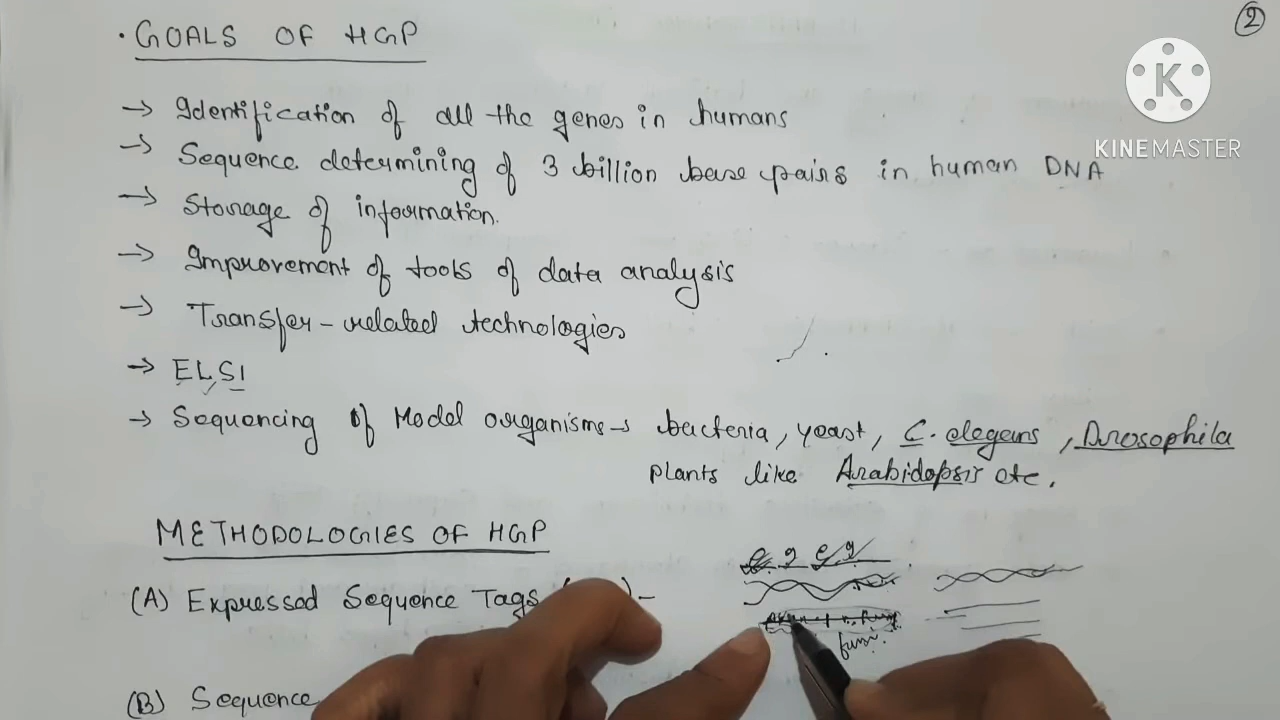 2
· GOALS OF HGP
K
KINEMASTER
→ Identification of all the genes in humans
→ Sequence determining of 3 billion base pairs in human DNA
→ Storage of information.
→ Improvement of tools of data analysis
→ Transfer-related technologies
→ ELSI
→ Sequencing of Model organisms → bacteria, yeast, C. elegans, Drosophila
plants like Arabidopsis etc.
METHODOLOGIES OF HGP
(A) Expressed Sequence Tags ( ) -
(B) Sequence